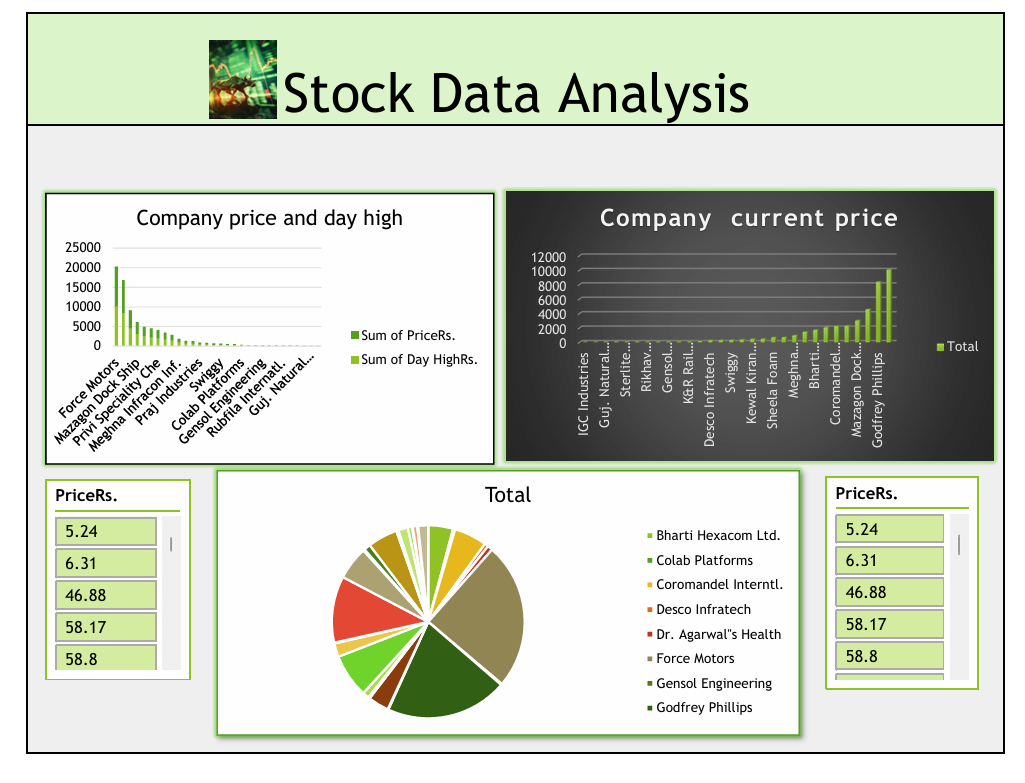 Stock Data Analysis
Company price and day high
25000
20000
15000
10000
5000
0
Force Motors
Mazagon Dock Ship
Privi Speciality Che
Meghna Infracon Inf.
Praj Industries
Swiggy
Colab Platforms
Gensol Engineering
Rubfila Internatl.
Guj. Natural...
Sum of PriceRs.
Sum of Day HighRs.
Company current price
12000
10000
8000
6000
4000
2000
0
IGC Industries
Guj. Natural...
Sterlite...
Rikhav...
Gensol...
K&R Rail...
Desco Infratech
Swiggy
Kewal Kiran...
Sheela Foam
Meghna...
Bharti...
Coromandel...
Mazagon Dock...
Godfrey Phillips
Total
PriceRs.
5.24
6.31
46.88
58.17
58.8
Total
Bharti Hexacom Ltd.
Colab Platforms
Coromandel Interntl.
Desco Infratech
Dr. Agarwal"s Health
Force Motors
Gensol Engineering
Godfrey Phillips
PriceRs.
5.24
6.31
46.88
58.17
58.8